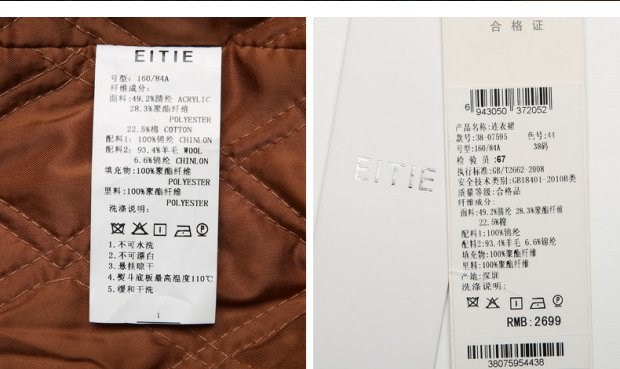 EITIE
号型: 160/84A
纤维成分:
面料:49.2%腈纶 ACRYLIC
28.3%聚酯纤维
POLYESTER
22.5%棉 COTTON
配料1: 100%锦纶 CHINLON
配料2: 93.4%羊毛 WOOL
6.6%锦纶 CHINLON
填充物:100%聚酯纤维
POLYESTER
里料:100%聚酯纤维
POLYESTER
洗涤说明:
1.不可水洗
2.不可漂白
3.悬挂晾干
4.熨斗底板最高温度110℃
5.缓和干洗
1
EITIE
合格证
6 943050 372052
产品名称:连衣裙
款号:38-07595 色号:44
号型:160/84A 38码
检验员:67
执行标准:GB/T2662-2008
安全技术类别:GB18401-2010B类
质量等级:合格品
纤维成分:
面料:49.2%腈纶 28.3%聚酯纤维
22.5%棉
配料1:100%锦纶
配料2:93.4%羊毛 6.6%锦纶
填充物:100%聚酯纤维
里料:100%聚酯纤维
产地:深圳
洗涤说明:
RMB:2699
38075954438